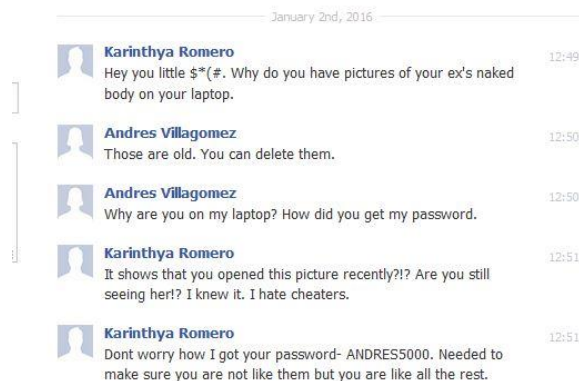 January 2nd, 2016
Karinthya Romero 12:49
Hey you little $*(#. Why do you have pictures of your ex's naked
body on your laptop.
Andres Villagomez 12:50
Those are old. You can delete them.
Andres Villagomez 12:50
Why are you on my laptop? How did you get my password.
Karinthya Romero 12:51
It shows that you opened this picture recently?!? Are you still
seeing her!? I knew it. I hate cheaters.
Karinthya Romero 12:51
Dont worry how I got your password- ANDRES5000. Needed to
make sure you are not like them but you are like all the rest.